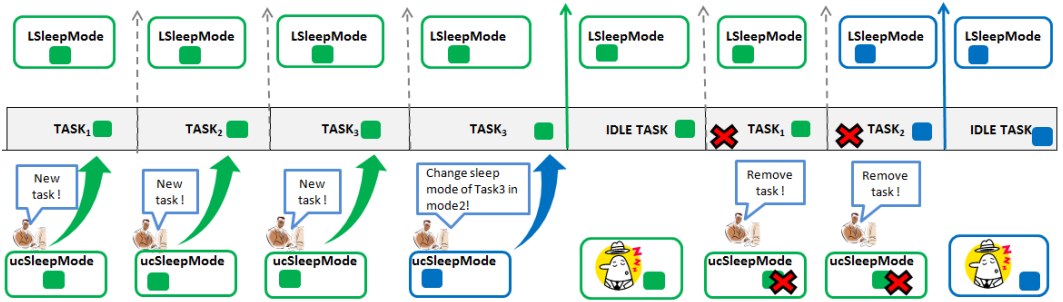 LSleepMode
LSleepMode
LSleepMode
LSleepMode
LSleepMode
LSleepMode
LSleepMode
LSleepMode
TASK1
TASK2
TASK3
TASK3
IDLE TASK
TASK1
TASK2
IDLE TASK
New
task !
New
task !
New
task !
Change sleep
mode of Task3 in
mode2!
Remove
task !
Remove
task !
ucSleepMode
ucSleepMode
ucSleepMode
ucSleepMode
z
z
z
ucSleepMode
ucSleepMode
z
z
z